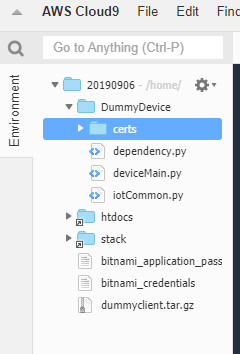 AWS Cloud9 File Edit Find
Go to Anything (Ctrl-P)
Environment
20190906 - /home/
DummyDevice
certs
dependency.py
deviceMain.py
iotCommon.py
htdocs
stack
bitnami_application_pass
bitnami_credentials
dummyclient.tar.gz